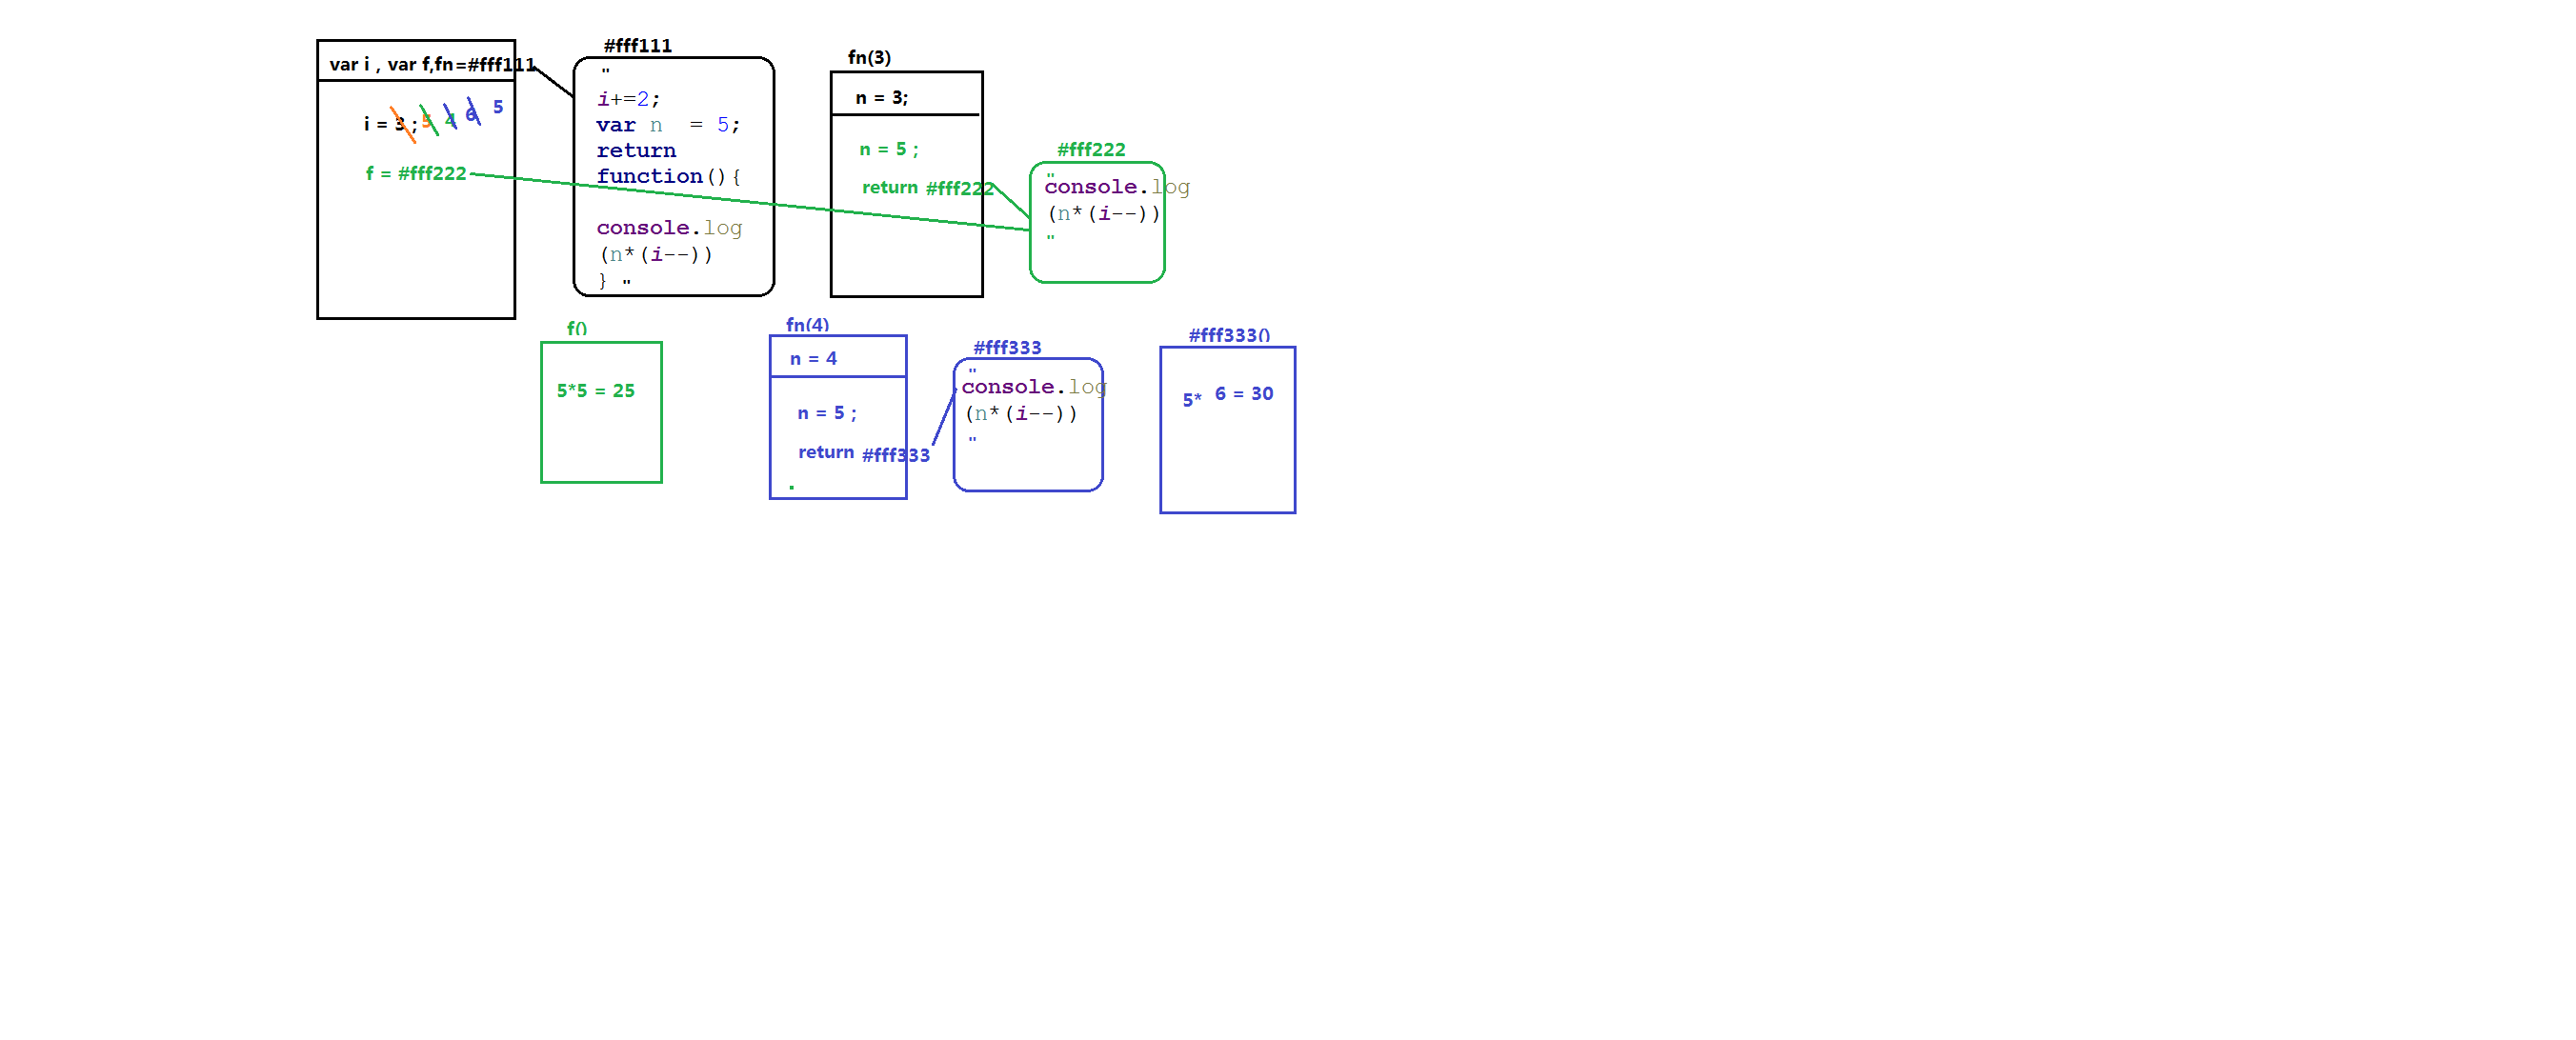 var i , var f,fn=#fff111
i = 3 ; 5 4 6 5
f = #fff222
#fff111
"
i+=2;
var n = 5;
return
function(){
console.log
(n*(i--))
} "
fn(3)
n = 3;
n = 5 ;
return #fff222
#fff222
"
console.log
(n*(i--))
"
f()
5*5 = 25
fn(4)
n = 4
n = 5 ;
return #fff333
#fff333
"
console.log
(n*(i--))
"
#fff333()
5* 6 = 30